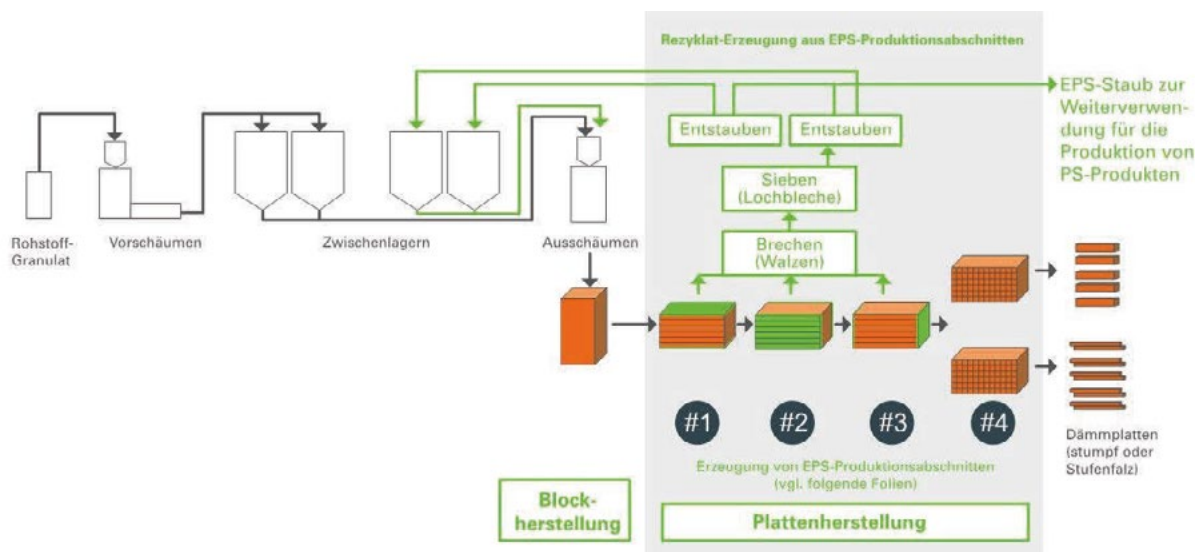 Rezyklat-Erzeugung aus EPS-Produktionsabschnitten
EPS-Staub zur
Weiterverwen-
dung für die
Produktion von
PS-Produkten
Entstauben
Entstauben
Sieben
(Lochbleche)
Brechen
(Walzen)
Rohstoff-
Granulat
Vorschäumen
Zwischenlagern
Ausschäumen
#1
#2
#3
#4
Dämmplatten
(stumpf oder
Stufenfalz)
Erzeugung von EPS-Produktionsabschnitten
(vgl. folgende Folien)
Block-
herstellung
Plattenherstellung